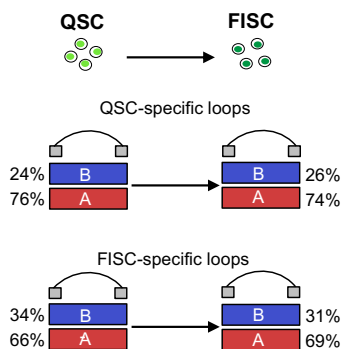 QSC FISC
QSC-specific loops
24% B B 26%
76% A A 74%
FISC-specific loops
34% B B 31%
66% A A 69%